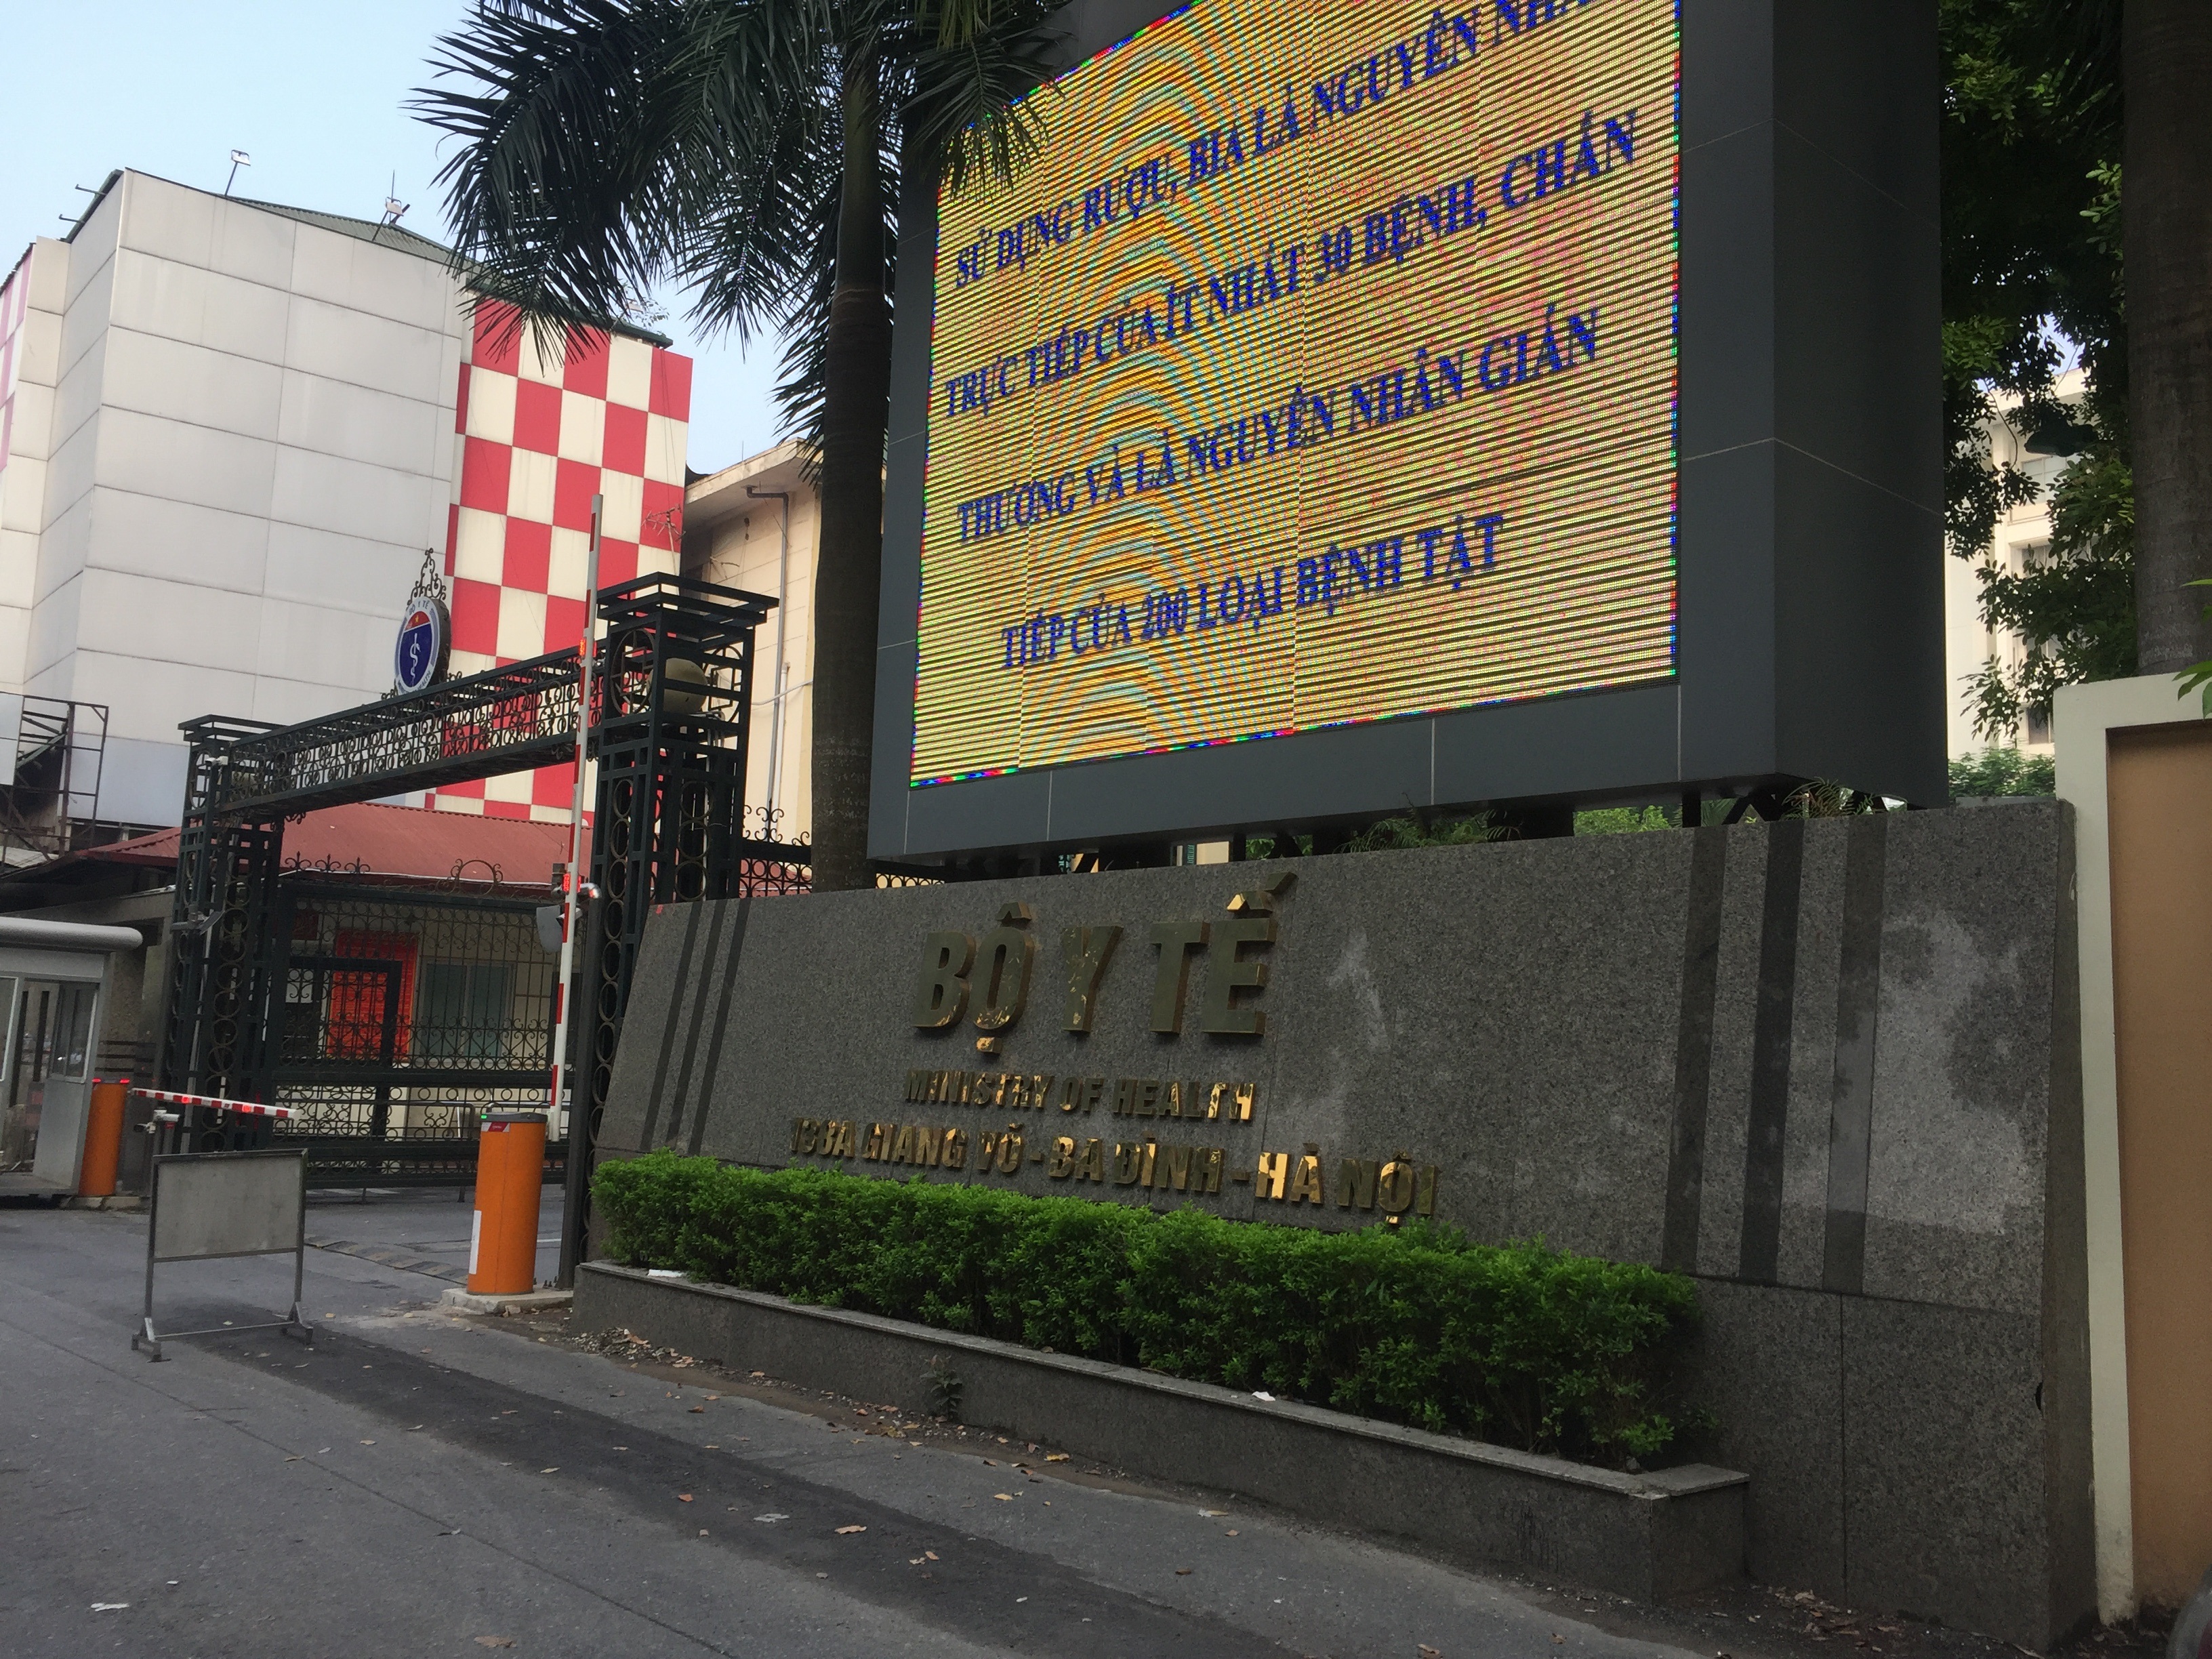 SỬ DỤNG RƯỢU, BIA LÀ NGUYÊN
TRỰC TIẾP CỦA ÍT NHẤT 30 BỆNH, CHẤN
THƯƠNG VÀ LÀ NGUYÊN NHÂN GIÁN
TIẾP CỦA 200 LOẠI BỆNH TẬT
BỘ Y TẾ
BỘ Y TẾ
MINISTRY OF HEALTH
138A GIẢNG VÕ - BA ĐÌNH - HÀ NỘI